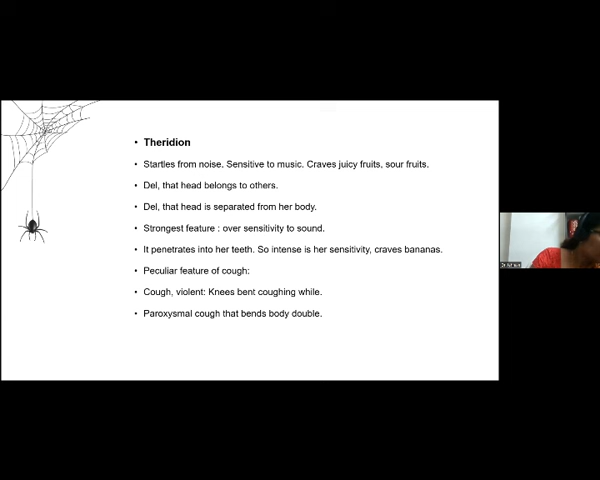 Theridion
Startles from noise. Sensitive to music. Craves juicy fruits, sour fruits.
Del, that head belongs to others.
Del, that head is separated from her body.
Strongest feature : over sensitivity to sound.
It penetrates into her teeth. So intense is her sensitivity, craves bananas.
Peculiar feature of cough:
Cough, violent: Knees bent coughing while.
Paroxysmal cough that bends body double.